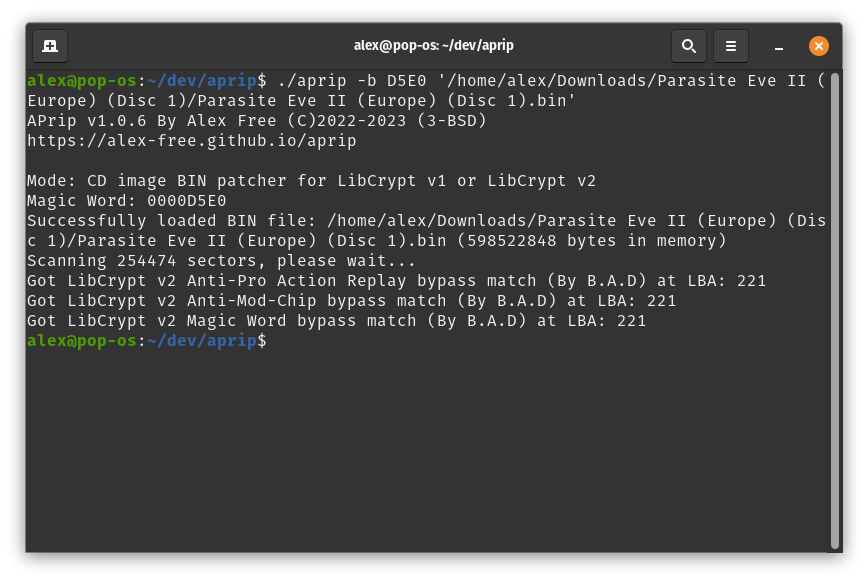 alex@pop-os: ~/dev/aprip
alex@pop-os:~/dev/aprip$ ./aprip -b D5E0 '/home/alex/Downloads/Parasite Eve II (
Europe) (Disc 1)/Parasite Eve II (Europe) (Disc 1).bin'
APrip v1.0.6 By Alex Free (C)2022-2023 (3-BSD)
https://alex-free.github.io/aprip
Mode: CD image BIN patcher for LibCrypt v1 or LibCrypt v2
Magic Word: 0000D5E0
Successfully loaded BIN file: /home/alex/Downloads/Parasite Eve II (Europe) (Dis
c 1)/Parasite Eve II (Europe) (Disc 1).bin (598522848 bytes in memory)
Scanning 254474 sectors, please wait...
Got LibCrypt v2 Anti-Pro Action Replay bypass match (By B.A.D) at LBA: 221
Got LibCrypt v2 Anti-Mod-Chip bypass match (By B.A.D) at LBA: 221
Got LibCrypt v2 Magic Word bypass match (By B.A.D) at LBA: 221
alex@pop-os:~/dev/aprip$